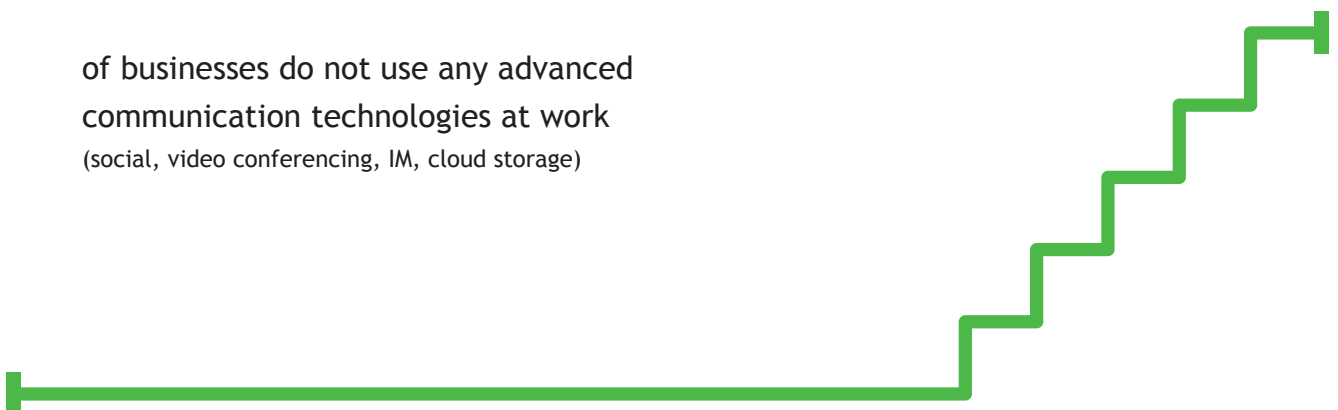 of businesses do not use any advanced
communication technologies at work
(social, video conferencing, IM, cloud storage)